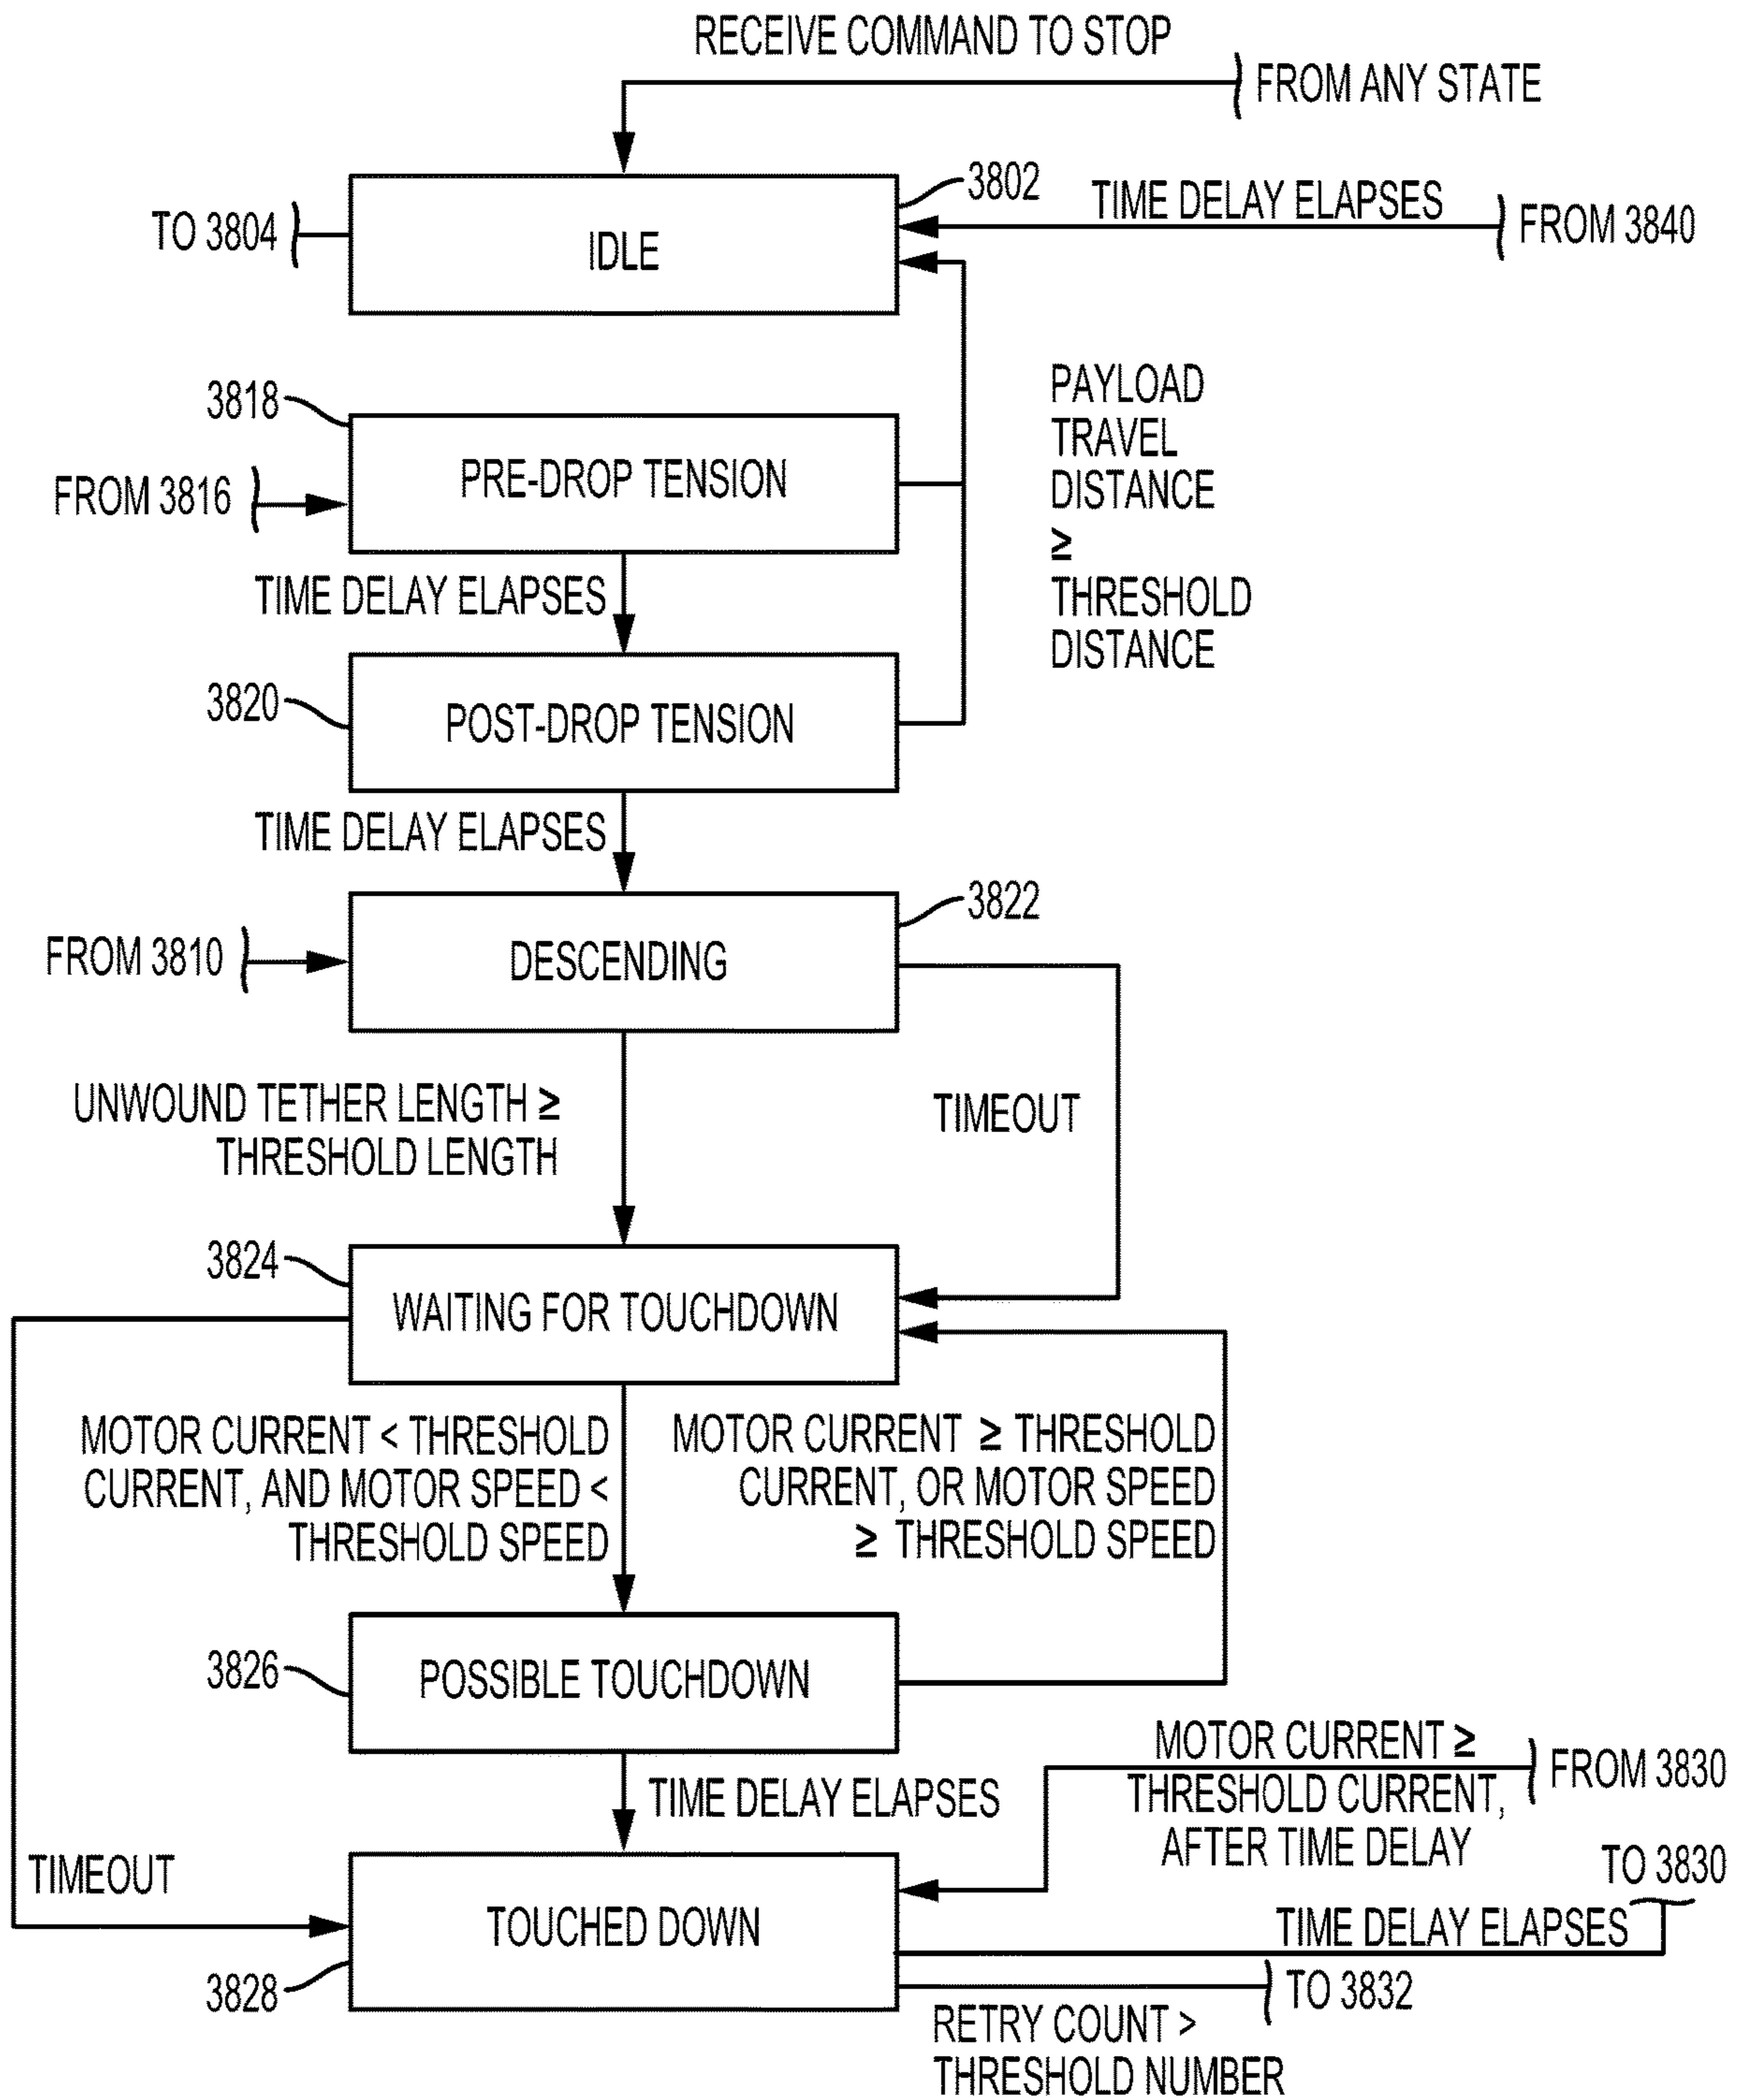 RECEIVE COMMAND TO STOP
FROM ANY STATE
3802
TIME DELAY ELAPSES
FROM 3840
TO 3804
IDLE
PAYLOAD
TRAVEL
DISTANCE
≥
THRESHOLD
DISTANCE
3818
PRE-DROP TENSION
FROM 3816
TIME DELAY ELAPSES
3820
POST-DROP TENSION
TIME DELAY ELAPSES
3822
FROM 3810
DESCENDING
UNWOUND TETHER LENGTH ≥
THRESHOLD LENGTH
TIMEOUT
3824
WAITING FOR TOUCHDOWN
MOTOR CURRENT < THRESHOLD
CURRENT, AND MOTOR SPEED <
THRESHOLD SPEED
MOTOR CURRENT ≥ THRESHOLD
CURRENT, OR MOTOR SPEED
≥ THRESHOLD SPEED
3826
POSSIBLE TOUCHDOWN
TIME DELAY ELAPSES
MOTOR CURRENT ≥
THRESHOLD CURRENT,
AFTER TIME DELAY
FROM 3830
TIMEOUT
TO 3830
TOUCHED DOWN
TIME DELAY ELAPSES
3828
TO 3832
RETRY COUNT >
THRESHOLD NUMBER